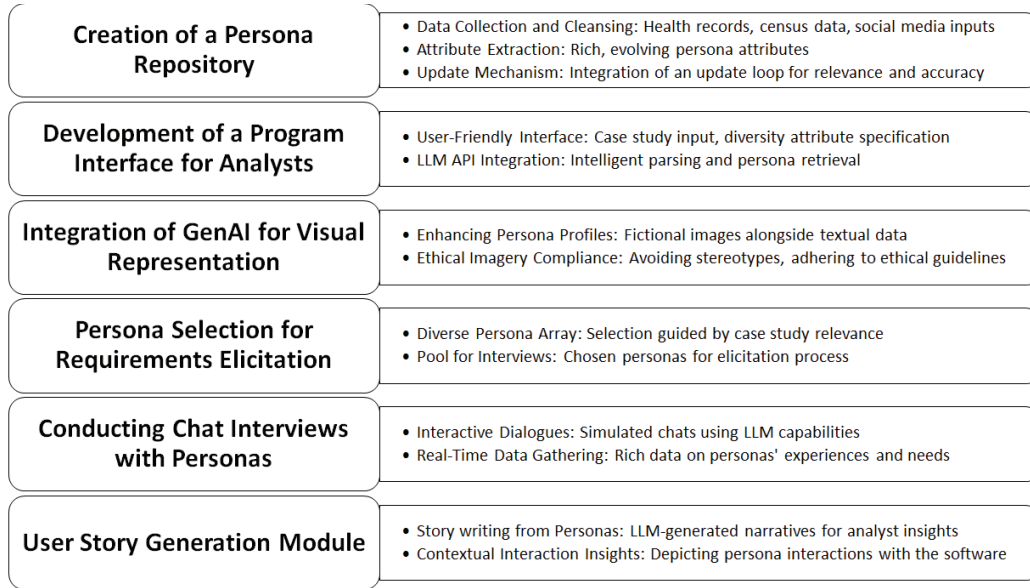 Creation of a Persona
Repository
• Data Collection and Cleansing: Health records, census data, social media inputs
• Attribute Extraction: Rich, evolving persona attributes
• Update Mechanism: Integration of an update loop for relevance and accuracy
Development of a Program
Interface for Analysts
• User-Friendly Interface: Case study input, diversity attribute specification
• LLM API Integration: Intelligent parsing and persona retrieval
Integration of GenAI for Visual
Representation
• Enhancing Persona Profiles: Fictional images alongside textual data
• Ethical Imagery Compliance: Avoiding stereotypes, adhering to ethical guidelines
Persona Selection for
Requirements Elicitation
• Diverse Persona Array: Selection guided by case study relevance
• Pool for Interviews: Chosen personas for elicitation process
Conducting Chat Interviews
with Personas
• Interactive Dialogues: Simulated chats using LLM capabilities
• Real-Time Data Gathering: Rich data on personas' experiences and needs
User Story Generation Module
• Story writing from Personas: LLM-generated narratives for analyst insights
• Contextual Interaction Insights: Depicting persona interactions with the software